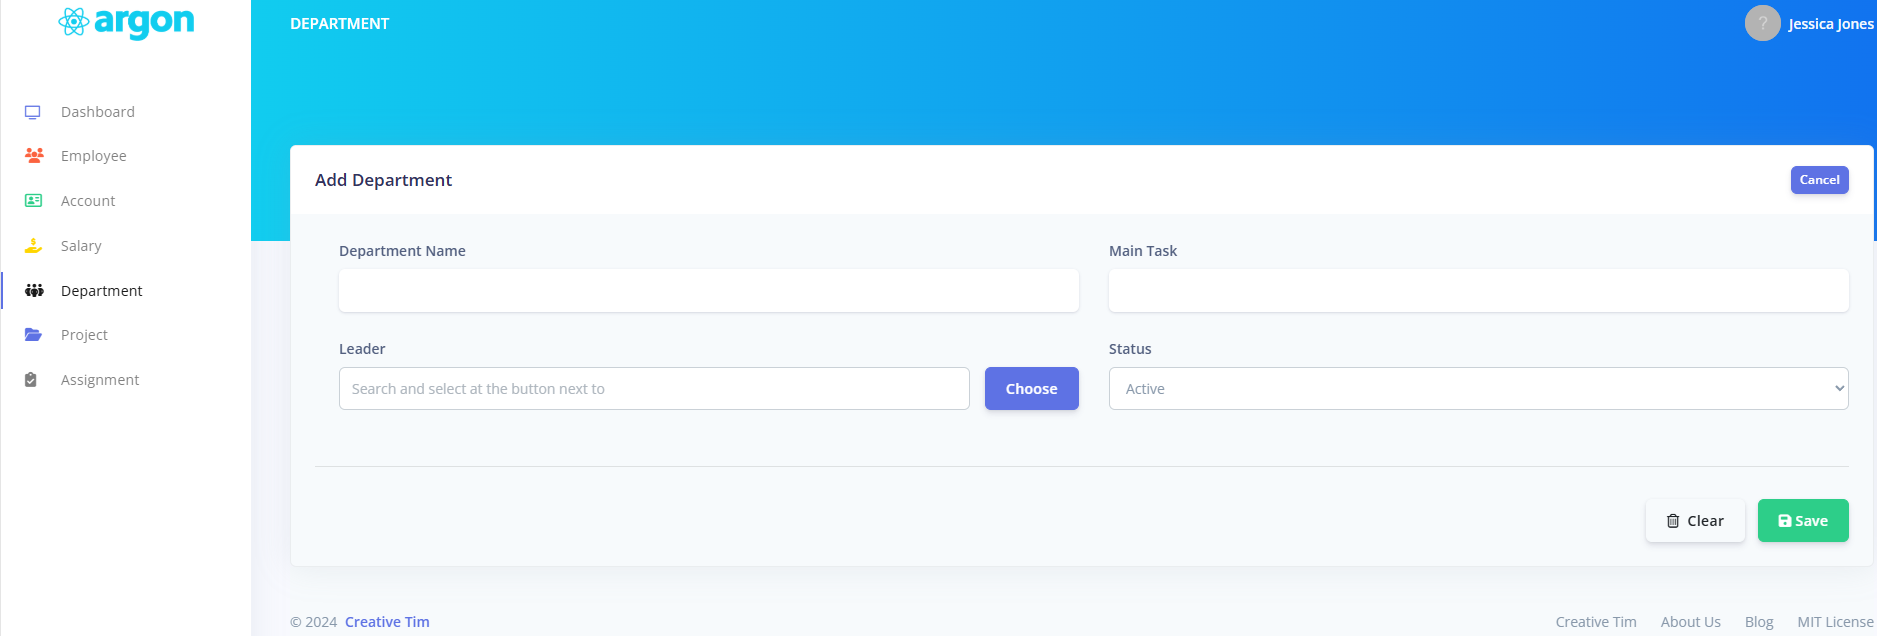 argon
DEPARTMENT
? Jessica Jones
Dashboard
Employee
Account
Salary
Department
Project
Assignment
Add Department
Cancel
Department Name
Main Task
Leader
Search and select at the button next to
Choose
Status
Active
Clear
Save
© 2024 Creative Tim
Creative Tim About Us Blog MIT License